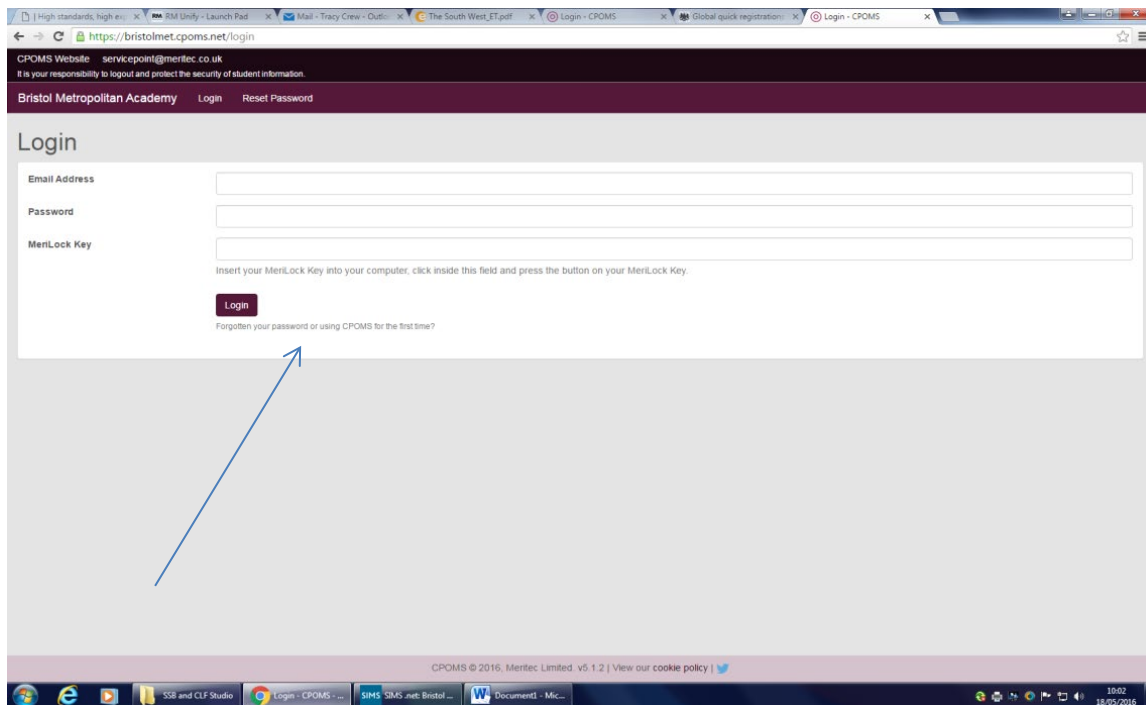 | High standards, high ex
RM RM Unify - Launch Pad
Mail - Tracy Crew - Outlo
The South West_ET.pdf
Login - CPOMS
Global quick registration
Login - CPOMS
https://bristolmet.cpoms.net/login
CPOMS Website servicepoint@meritec.co.uk
It is your responsibility to logout and protect the security of student information.
Bristol Metropolitan Academy Login Reset Password
Login
Email Address
Password
MeriLock Key
Insert your MeriLock Key into your computer, click inside this field and press the button on your MeriLock Key.
Login
Forgotten your password or using CPOMS for the first time?
CPOMS © 2016, Meritec Limited. v5.1.2 | View our cookie policy |
SSB and CLF Studio
Login - CPOMS - ...
SIMS SIMS .net: Bristol ...
W Document1 - Mic...
10:02
18/05/2016